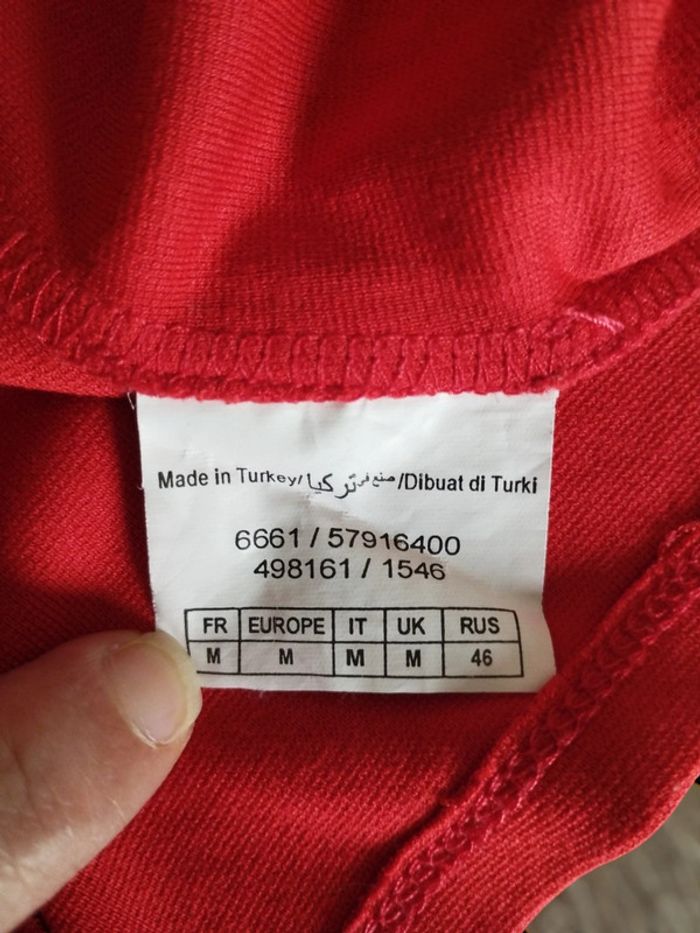 Made in Turkey/صنع في تركيا/Dibuat di Turki
6661 / 57916400
498161 / 1546
FR EUROPE IT UK RUS
M M M M 46